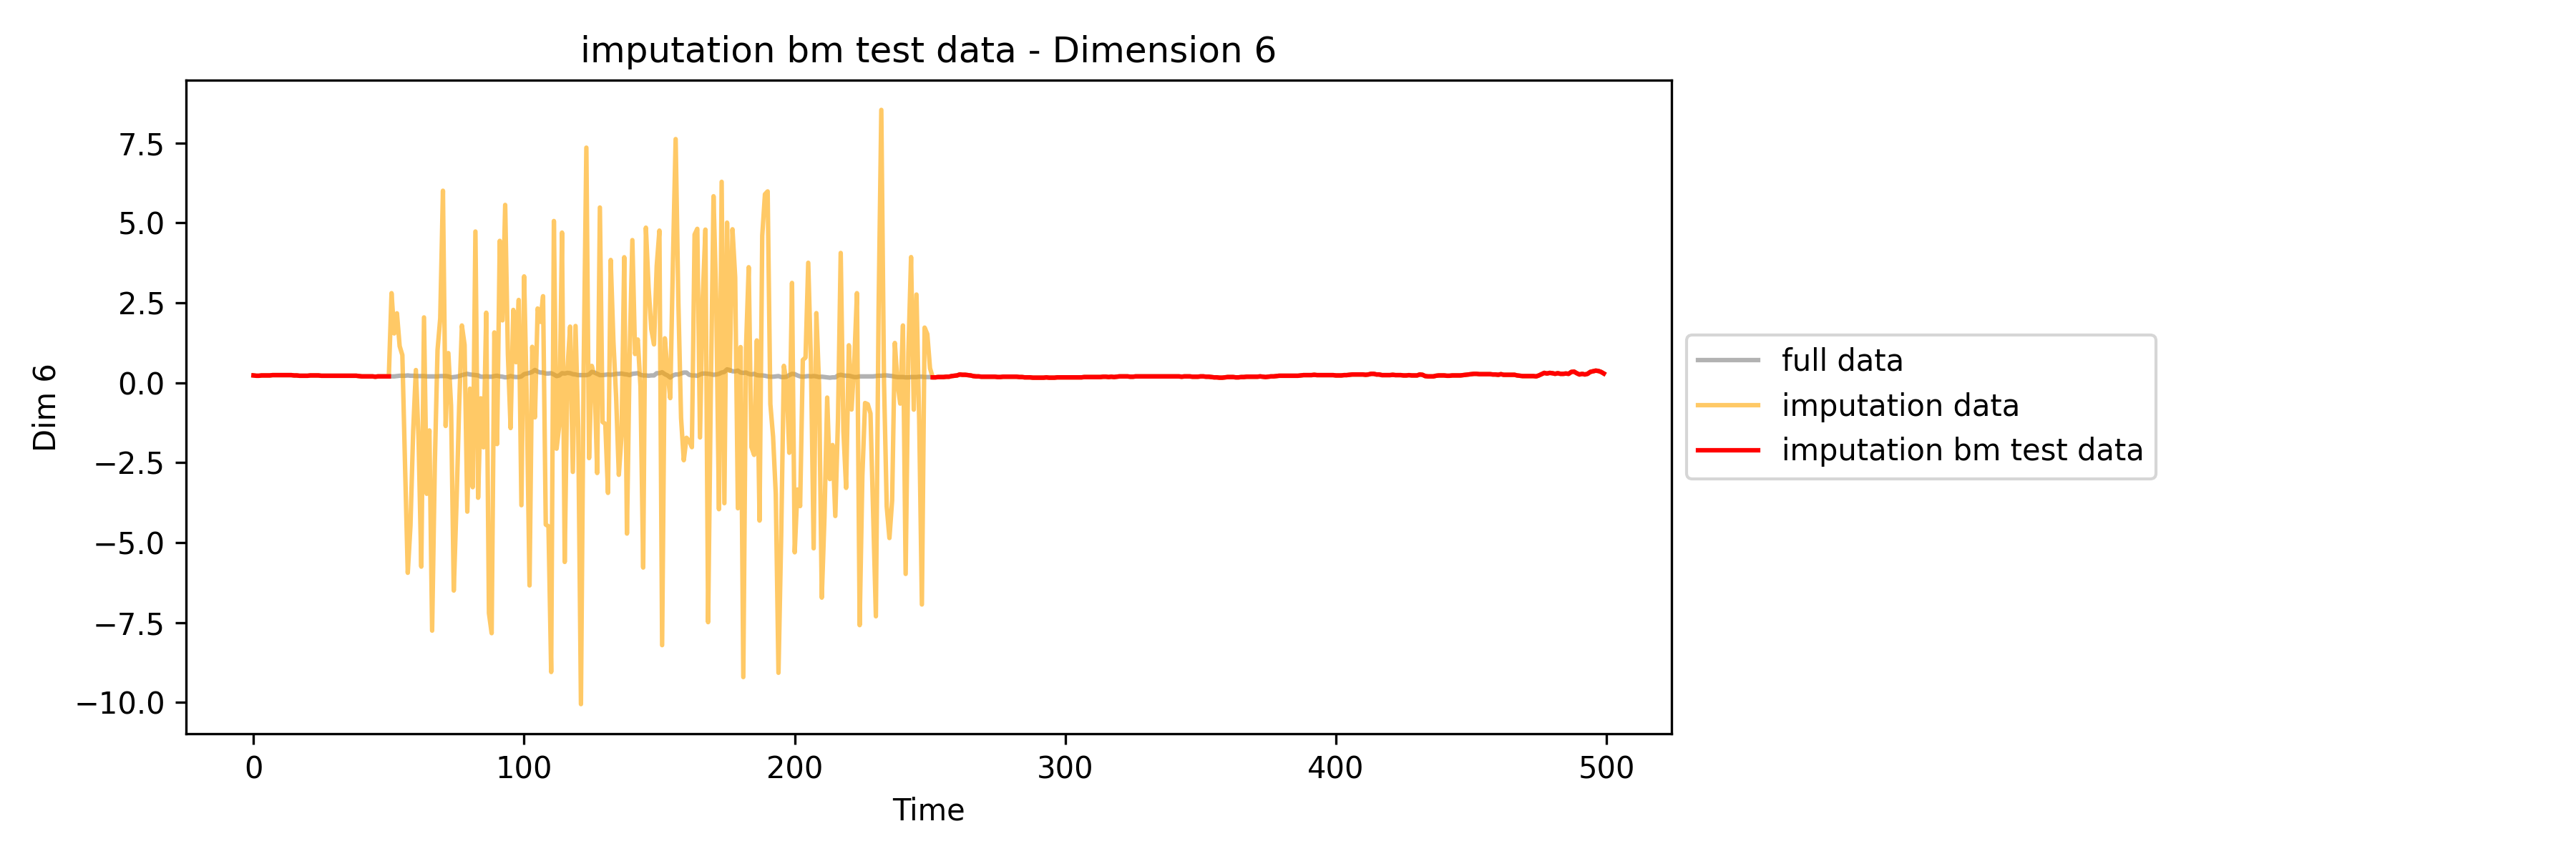 imputation bm test data - Dimension 6
7.5
5.0
2.5
0.0
−2.5
−5.0
−7.5
−10.0
Dim 6
0 100 200 300 400 500
Time
full data
imputation data
imputation bm test data